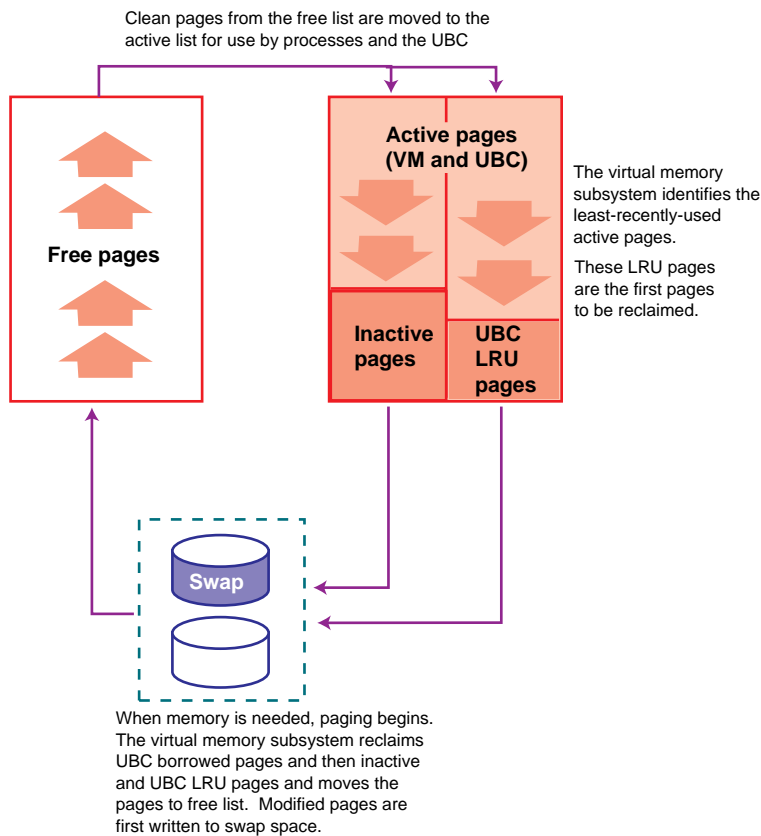 Clean pages from the free list are moved to the
active list for use by processes and the UBC
Free pages
Active pages
(VM and UBC)
The virtual memory
subsystem identifies the
least-recently-used
active pages.
These LRU pages
are the first pages
to be reclaimed.
Inactive
pages
UBC
LRU
pages
Swap
When memory is needed, paging begins.
The virtual memory subsystem reclaims
UBC borrowed pages and then inactive
and UBC LRU pages and moves the
pages to free list.  Modified pages are
first written to swap space.